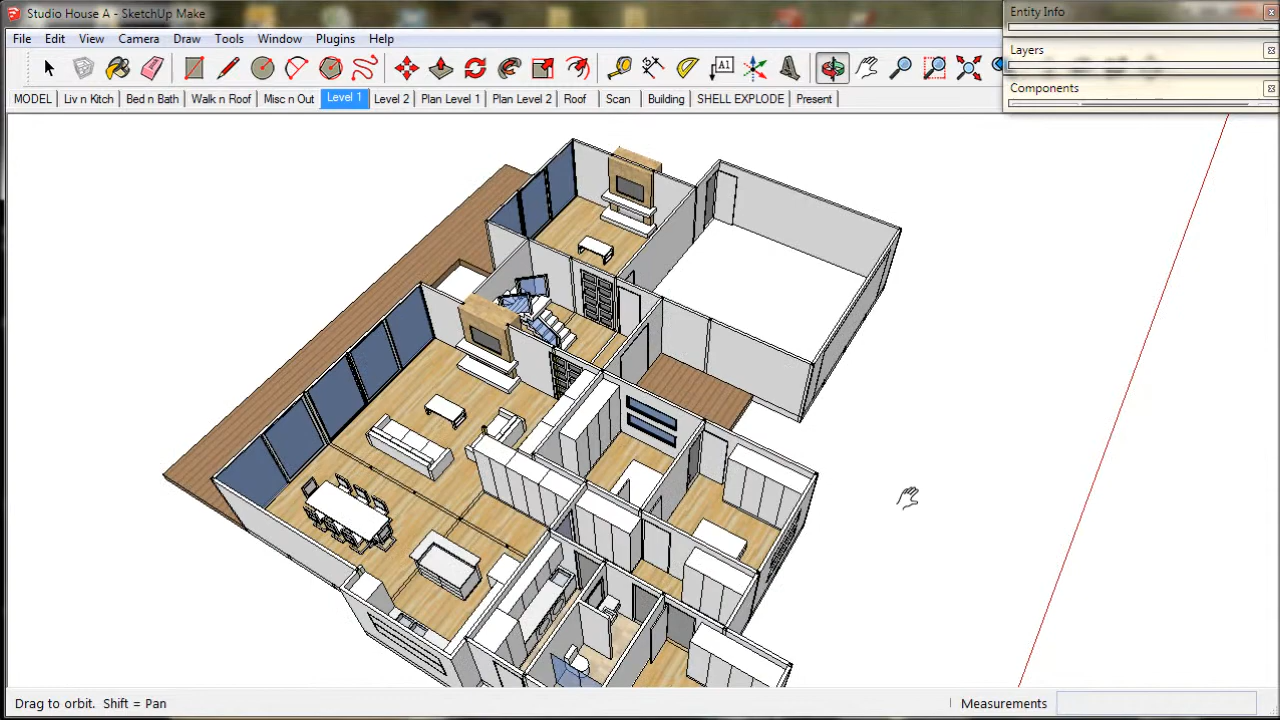 Studio House A - SketchUp Make
Entity Info
File Edit View Camera Draw Tools Window Plugins Help
Layers
A1
Components
MODEL Liv n Kitch Bed n Bath Walk n Roof Misc n Out Level 1 Level 2 Plan Level 1 Plan Level 2 Roof Scan Building SHELL EXPLODE Present
Drag to orbit. Shift = Pan
Measurements